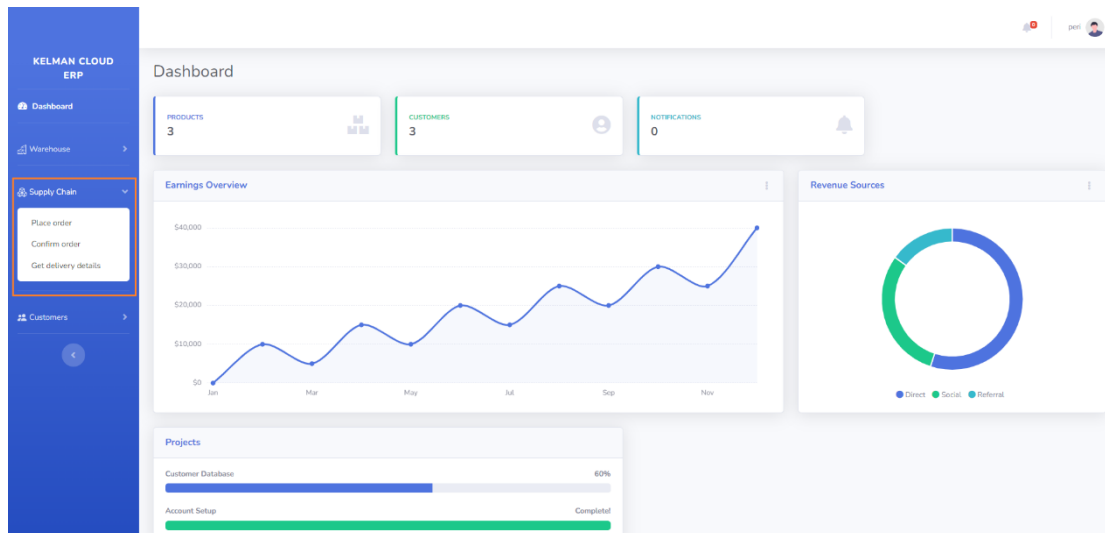 0
peri
KELMAN CLOUD
ERP
Dashboard
Warehouse
Supply Chain
Place order
Confirm order
Get delivery details
Customers
Dashboard
PRODUCTS
3
CUSTOMERS
3
NOTIFICATIONS
0
Earnings Overview
$40,000
$30,000
$20,000
$10,000
$0
Jan Mar May Jul Sep Nov
Revenue Sources
Direct Social Referral
Projects
Customer Database 60%
Account Setup Complete!